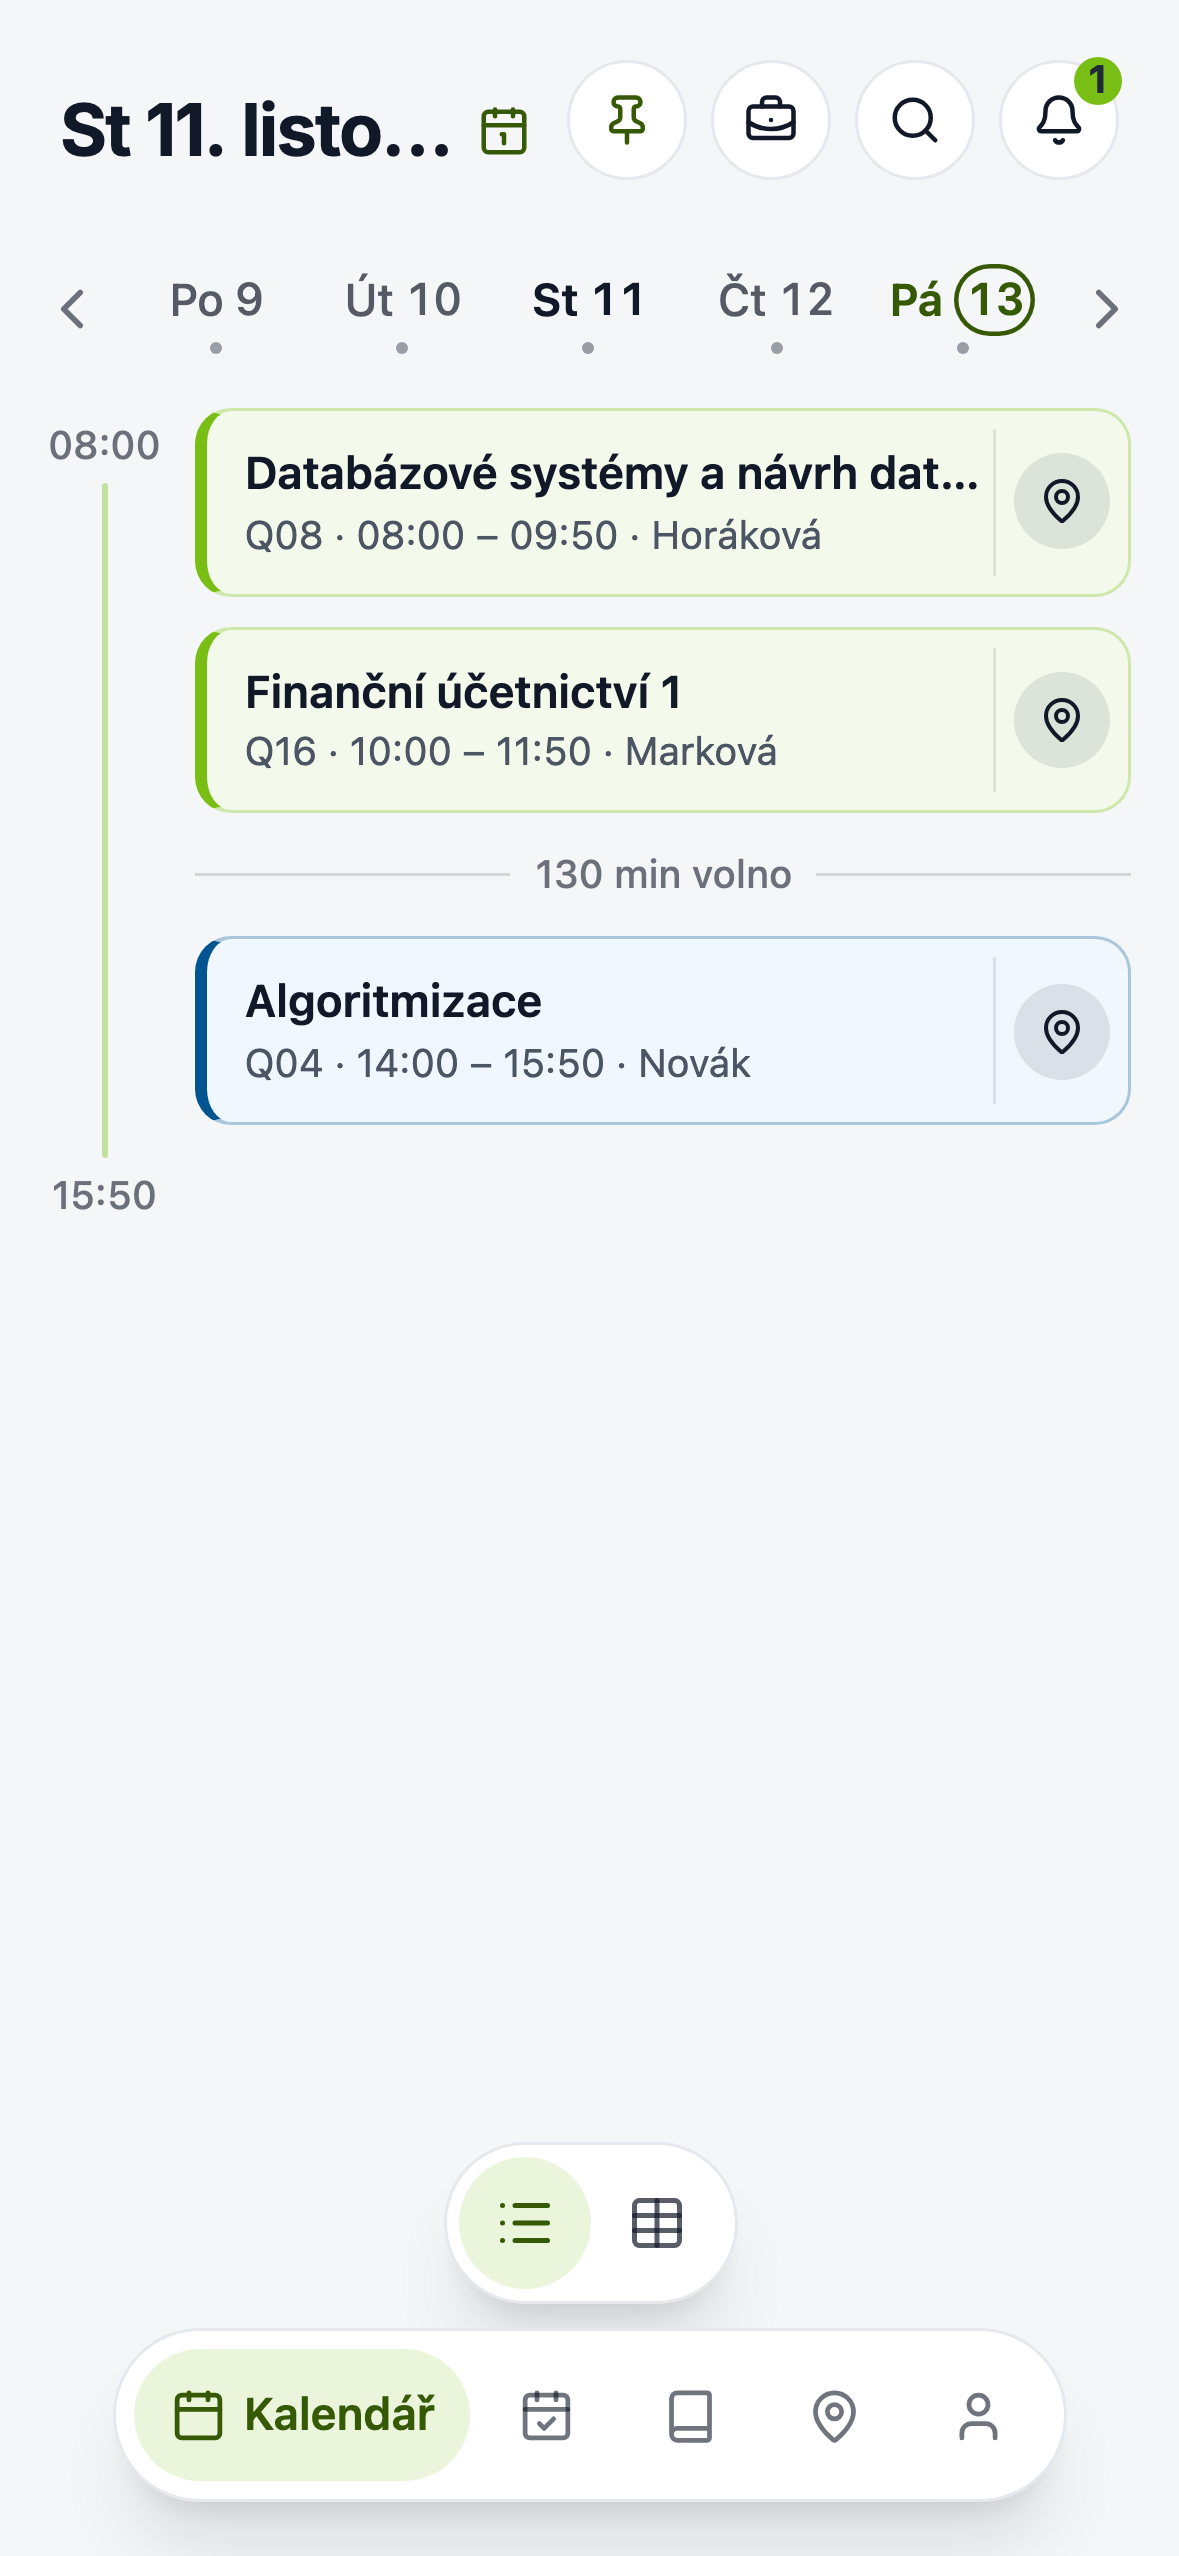 St 11. listo...
1
Po 9 Út 10 St 11 Čt 12 Pá 13
08:00
Databázové systémy a návrh dat...
Q08 · 08:00 – 09:50 · Horáková
Finanční účetnictví 1
Q16 · 10:00 – 11:50 · Marková
130 min volno
Algoritmizace
Q04 · 14:00 – 15:50 · Novák
15:50
Kalendář